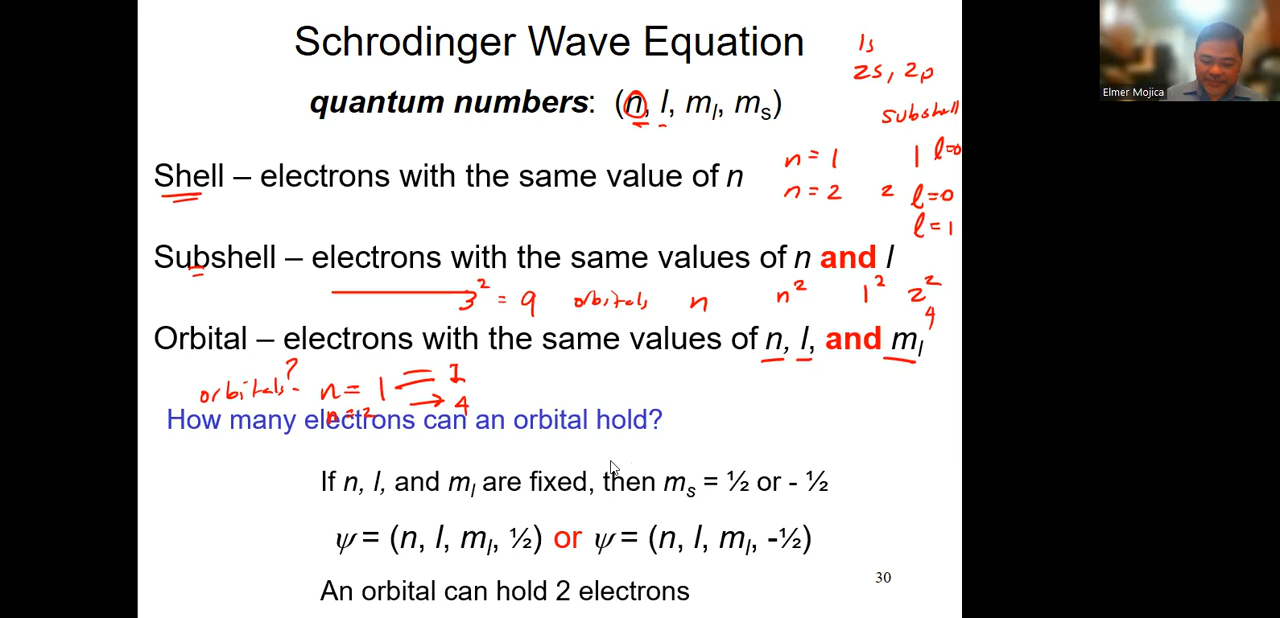 Schrodinger Wave Equation
1s
2s, 2p
quantum numbers: (n, l, mₗ, mₛ)
Elmer Mojica
subshell
n = 1 1 l=0
Shell – electrons with the same value of n
n = 2 2 l=0
l=1
Subshell – electrons with the same values of n and l
3² = 9 orbitals n n² 1² 2²
4
Orbital – electrons with the same values of n, l, and mₗ
orbitals? n = 1 = 1
n=2 → 4
How many electrons can an orbital hold?
If n, l, and mₗ are fixed, then mₛ = ½ or - ½
ψ = (n, l, mₗ, ½) or ψ = (n, l, mₗ, -½)
An orbital can hold 2 electrons
30